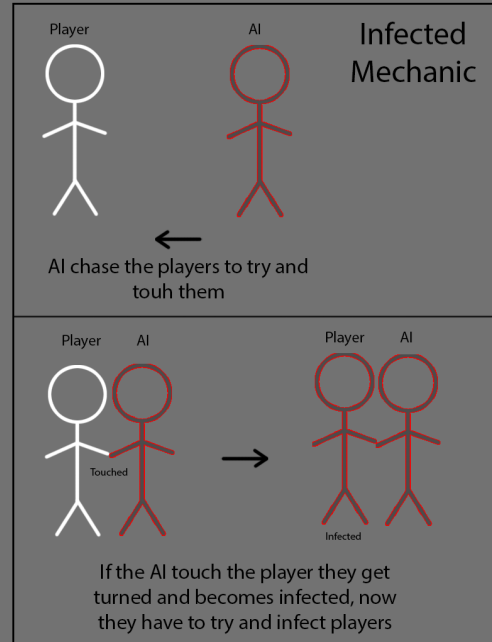 Player
AI
Infected
Mechanic
AI chase the players to try and
touh them
Player
AI
Touched
Player
AI
Infected
If the AI touch the player they get
turned and becomes infected, now
they have to try and infect players